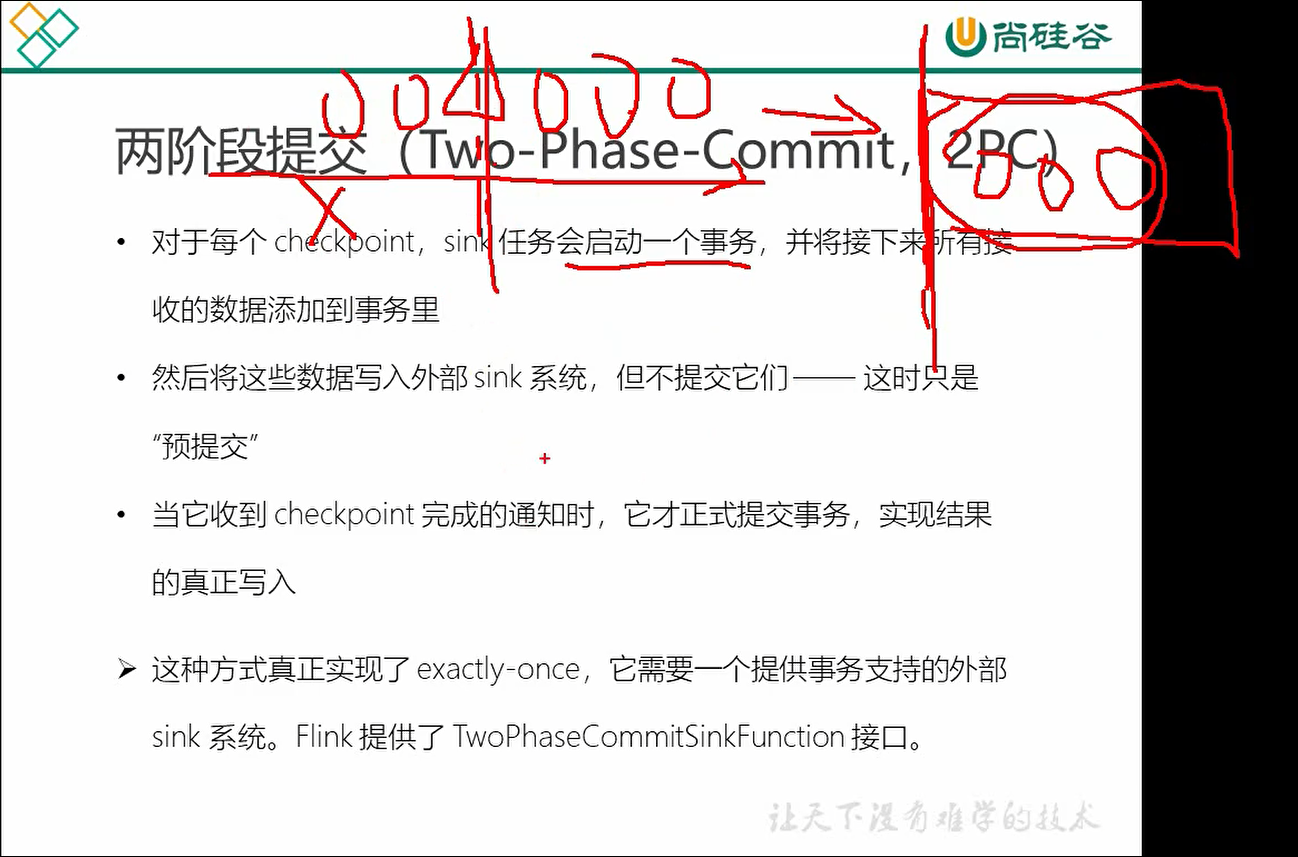 尚硅谷
两阶段提交（Two-Phase-Commit，2PC）
• 对于每个 checkpoint，sink 任务会启动一个事务，并将接下来所有接
收的数据添加到事务里
• 然后将这些数据写入外部 sink 系统，但不提交它们 —— 这时只是
“预提交”
• 当它收到 checkpoint 完成的通知时，它才正式提交事务，实现结果
的真正写入
➢ 这种方式真正实现了 exactly-once，它需要一个提供事务支持的外部
sink 系统。Flink 提供了 TwoPhaseCommitSinkFunction 接口。
让天下没有难学的技术